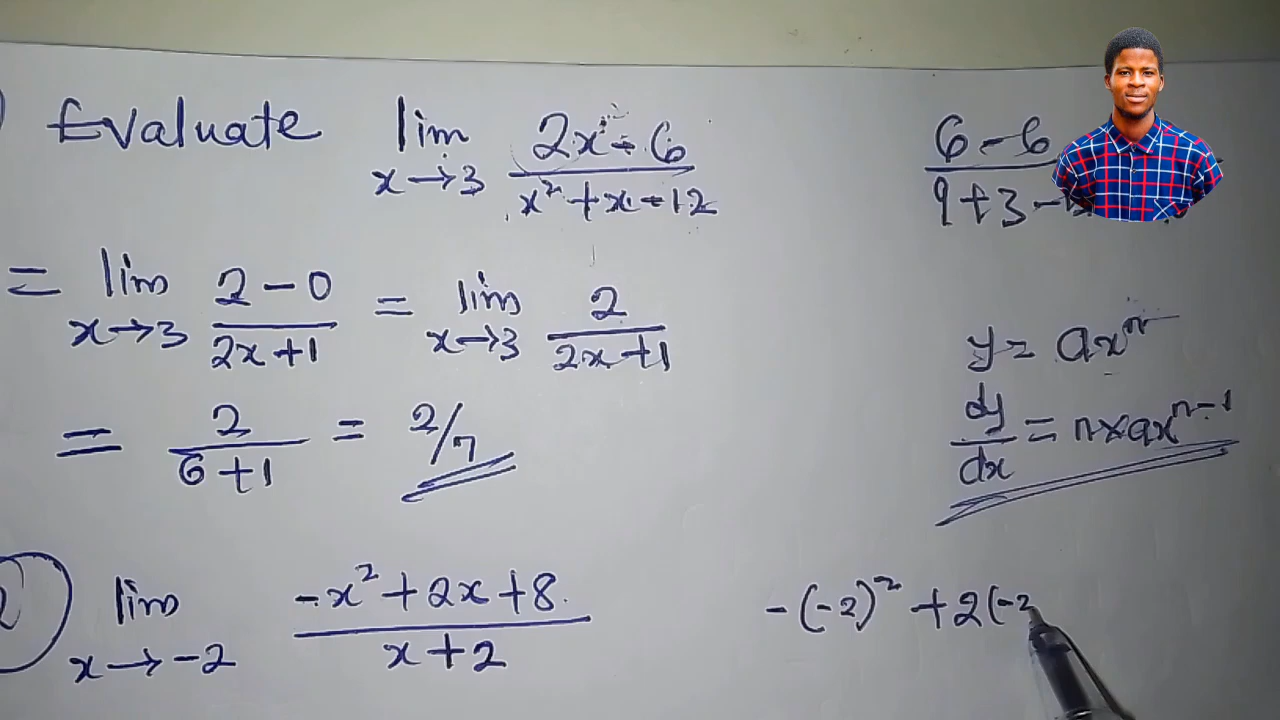 Evaluate lim x→3 (2x-6)/(x²+x-12)
(6-6)/(9+3-
= lim x→3 (2-0)/(2x+1) = lim x→3 2/(2x+1)
y = axⁿ
= 2/(6+1) = 2/7
dy/dx = n×axⁿ⁻¹
2 lim x→-2 (-x²+2x+8)/(x+2)
-(-2)² + 2(-2